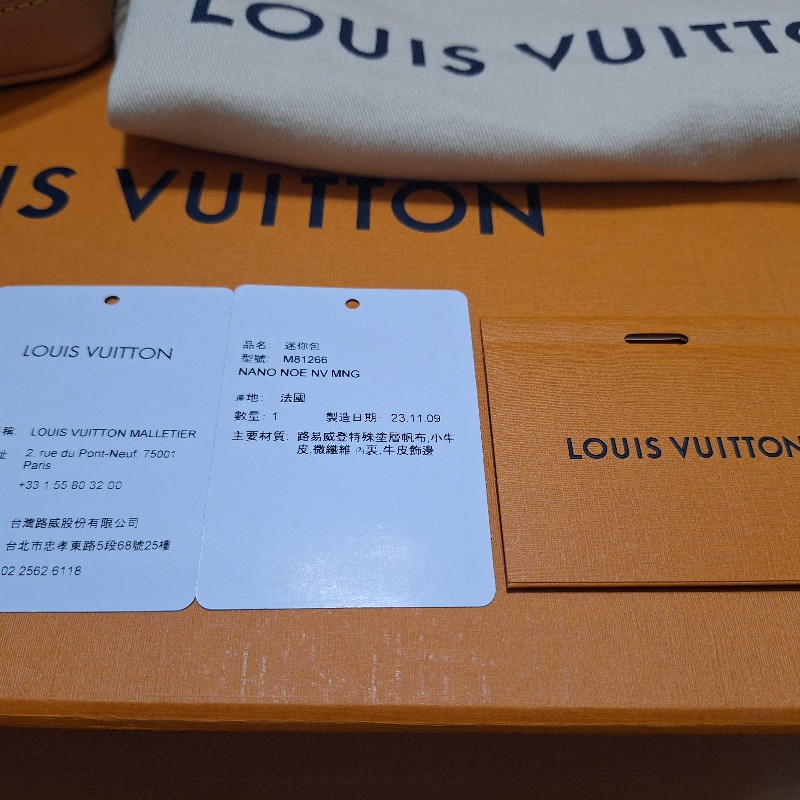 LOUIS VUITT
IS VUITTON
LOUIS VUITTON
稱: LOUIS VUITTON MALLETIER
址 2, rue du Pont-Neuf, 75001
Paris
+33 1 55 80 32 00
台灣路威股份有限公司
台北市忠孝東路5段68號25樓
02 2562 6118
品名: 迷你包
型號: M81266
NANO NOE NV MNG
產地: 法國
數量: 1 製造日期: 23.11.09
主要材質: 路易威登特殊塗層帆布,小牛
皮,微纖維內裏,牛皮飾邊
LOUIS VUITTON